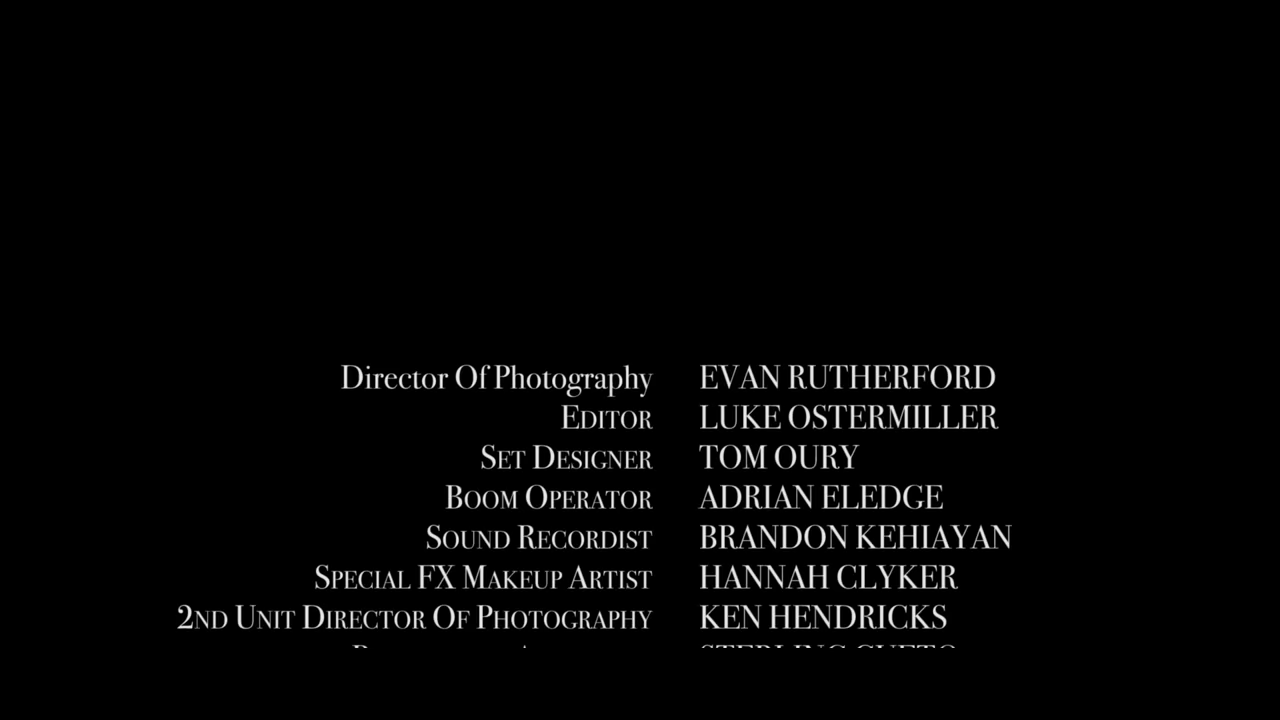 Director Of Photography EVAN RUTHERFORD
EDITOR LUKE OSTERMILLER
SET DESIGNER TOM OURY
BOOM OPERATOR ADRIAN ELEDGE
SOUND RECORDIST BRANDON KEHIAYAN
SPECIAL FX MAKEUP ARTIST HANNAH CLYKER
2ND UNIT DIRECTOR OF PHOTOGRAPHY KEN HENDRICKS